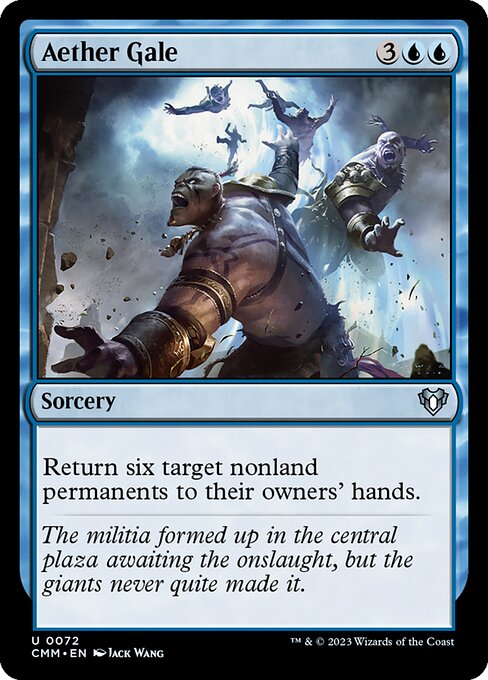 Aether Gale 3
Sorcery
Return six target nonland
permanents to their owners' hands.
The militia formed up in the central
plaza awaiting the onslaught, but the
giants never quite made it.
U 0072
™ & © 2023 Wizards of the Coast
CMM • EN Jack Wang